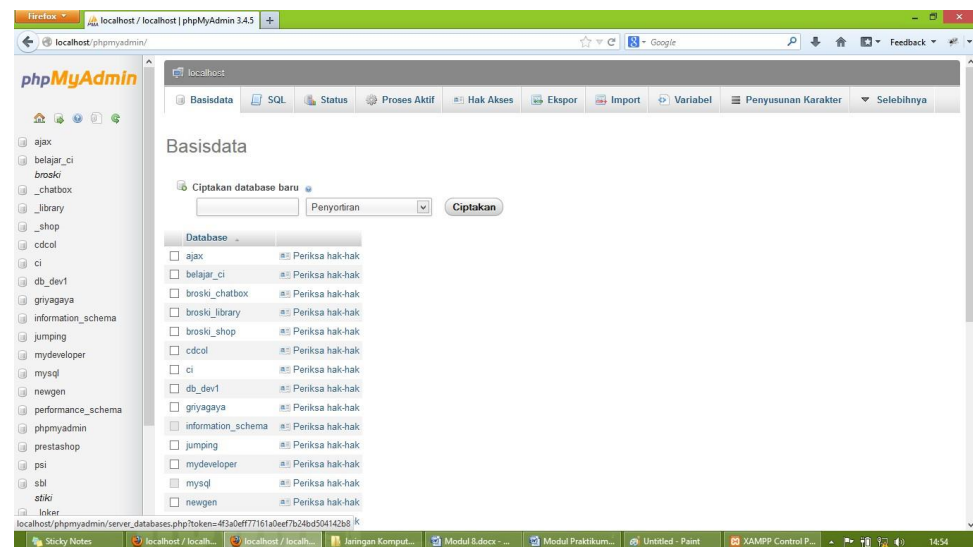 Firefox
localhost / localhost | phpMyAdmin 3.4.5 +
localhost/phpmyadmin/
Google
Feedback
phpMyAdmin
ajax
belajar_ci
broski
_chatbox
_library
_shop
cdcol
ci
db_dev1
griyagaya
information_schema
jumping
mydeveloper
mysql
newgen
performance_schema
phpmyadmin
prestashop
psi
sbl
stiki
_loker
localhost
Basisdata SQL Status Proses Aktif Hak Akses Ekspor Import Variabel Penyusunan Karakter Selebihnya
Basisdata
Ciptakan database baru
Penyortiran Ciptakan
Database
ajax Periksa hak-hak
belajar_ci Periksa hak-hak
broski_chatbox Periksa hak-hak
broski_library Periksa hak-hak
broski_shop Periksa hak-hak
cdcol Periksa hak-hak
ci Periksa hak-hak
db_dev1 Periksa hak-hak
griyagaya Periksa hak-hak
information_schema Periksa hak-hak
jumping Periksa hak-hak
mydeveloper Periksa hak-hak
mysql Periksa hak-hak
newgen Periksa hak-hak
localhost/phpmyadmin/server_databases.php?token=4f3a0eff77161a0eef7b24bd504142b8
Sticky Notes localhost / localh... localhost / localh... Jaringan Komput... Modul 8.docx - ... Modul Praktikum... Untitled - Paint XAMPP Control P... 14:54